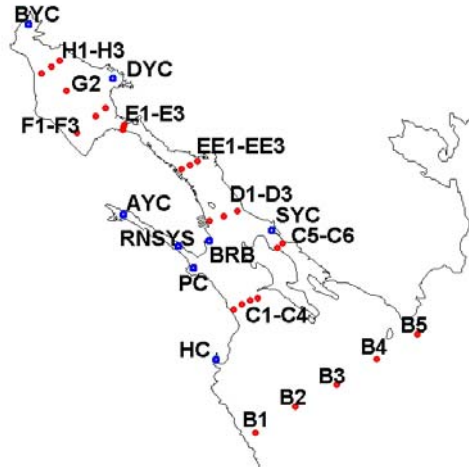 BYC
H1-H3
DYC
G2
E1-E3
F1-F3
EE1-EE3
D1-D3
AYC
SYC
RNSYS
C5-C6
BRB
PC
C1-C4
B5
HC
B4
B3
B2
B1